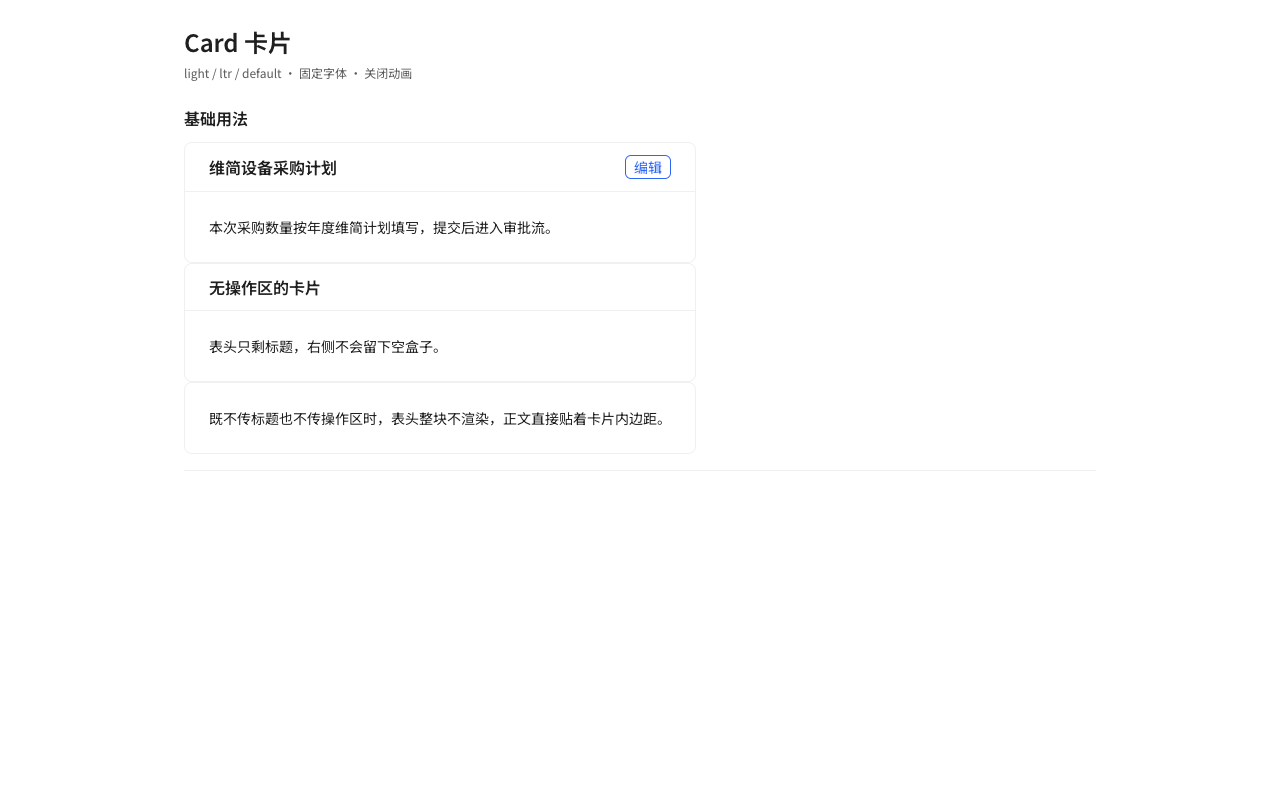 Card 卡片
light / ltr / default ・ 固定字体 ・ 关闭动画
基础用法
维简设备采购计划
编辑
本次采购数量按年度维简计划填写，提交后进入审批流。
无操作区的卡片
表头只剩标题，右侧不会留下空盒子。
既不传标题也不传操作区时，表头整块不渲染，正文直接贴着卡片内边距。